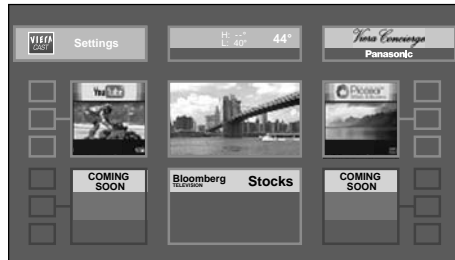 VIERA CAST
Settings
H: --°
L: 40°
44°
Viera Concierge
Panasonic
YouTube
Picasa
COMING SOON
Bloomberg TELEVISION
Stocks
COMING SOON